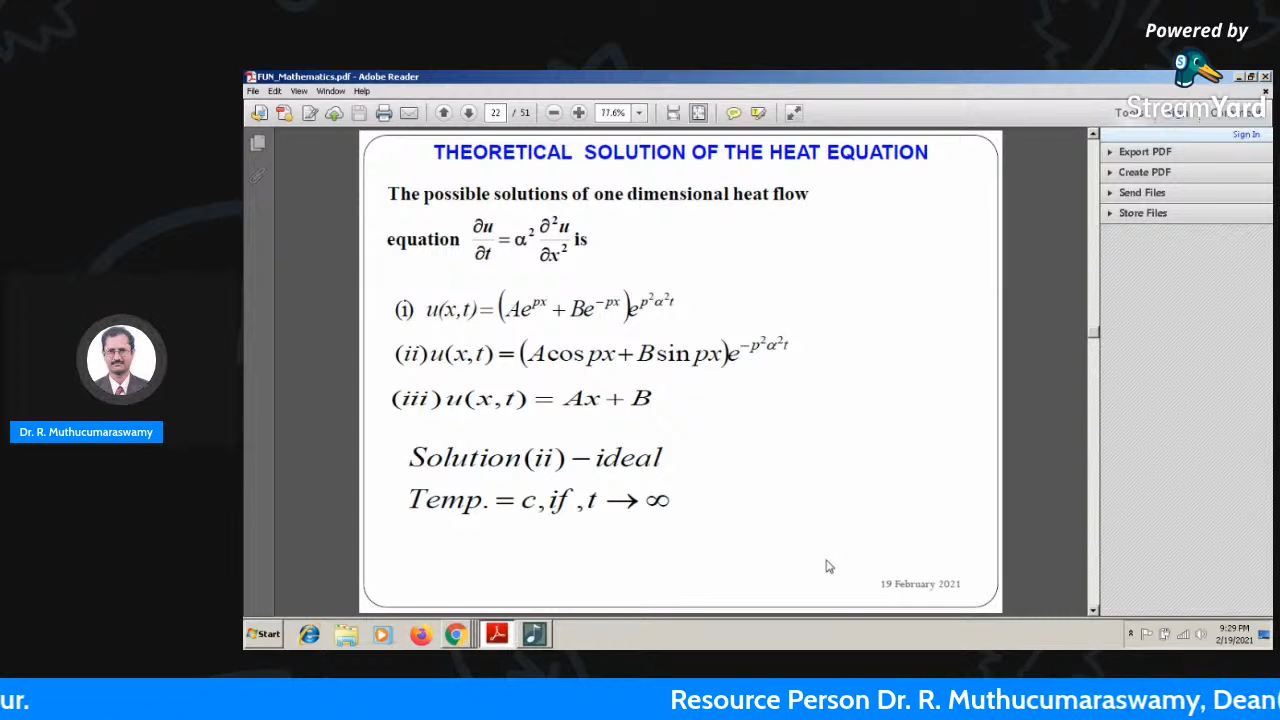 Powered by
StreamYard
FUN_Mathematics.pdf - Adobe Reader
File Edit View Window Help
22 / 51 77.6%
Sign In
Export PDF
Create PDF
Send Files
Store Files
THEORETICAL SOLUTION OF THE HEAT EQUATION
The possible solutions of one dimensional heat flow
equation ∂u/∂t = α² ∂²u/∂x² is
(i) u(x,t)=(Ae^{px} + Be^{−px})e^{p²α²t}
(ii)u(x,t) = (A cos px + B sin px)e^{−p²α²t}
(iii) u(x,t) = Ax + B
Solution(ii) − ideal
Temp. = c, if , t → ∞
19 February 2021
Dr. R. Muthucumaraswamy
Start
9:29 PM
2/19/2021
ur.
Resource Person Dr. R. Muthucumaraswamy, Dean